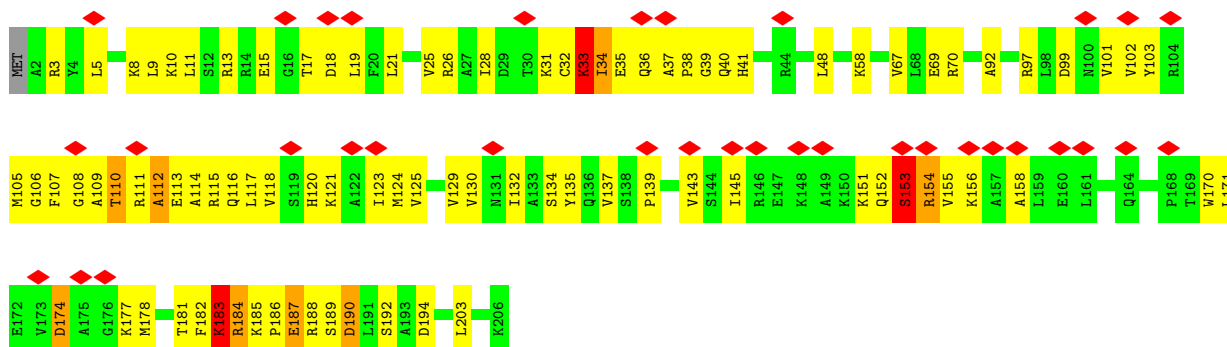 MET A2 R3 Y4 L5 K8 L9 K10 L11 S12 R13 R14 E15 G16 T17 D18 L19 F20 L21 V25 R26 A27 I28 D29 T30 K31 C32 K33 I34 E35 Q36 A37 P38 G39 Q40 H41 R44 L48 K58 V67 L68 E69 R70 A92 R97 L98 D99 N100 V101 V102 Y103 R104
M105 G106 F107 G108 A109 T110 R111 A112 E113 A114 R115 Q116 L117 V118 S119 H120 K121 A122 I123 M124 V125 V129 V130 N131 I132 A133 S134 Y135 Q136 V137 S138 P139 V143 S144 I145 R146 E147 K148 A149 K150 K151 Q152 S153 R154 V155 K156 A157 A158 L159 E160 L161 Q164 P168 T169 W170 L171
E172 V173 D174 A175 G176 K177 M178 T181 F182 K183 R184 K185 P186 E187 R188 S189 D190 L191 S192 A193 D194 L203 K206